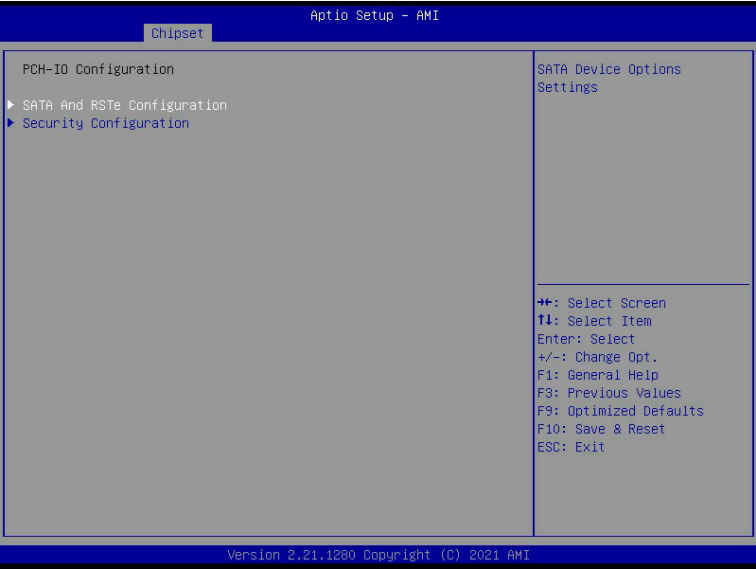 Aptio Setup – AMI
Chipset
PCH-IO Configuration
SATA And RSTe Configuration
Security Configuration
SATA Device Options
Settings
→←: Select Screen
↑↓: Select Item
Enter: Select
+/-: Change Opt.
F1: General Help
F3: Previous Values
F9: Optimized Defaults
F10: Save & Reset
ESC: Exit
Version 2.21.1280 Copyright (C) 2021 AMI